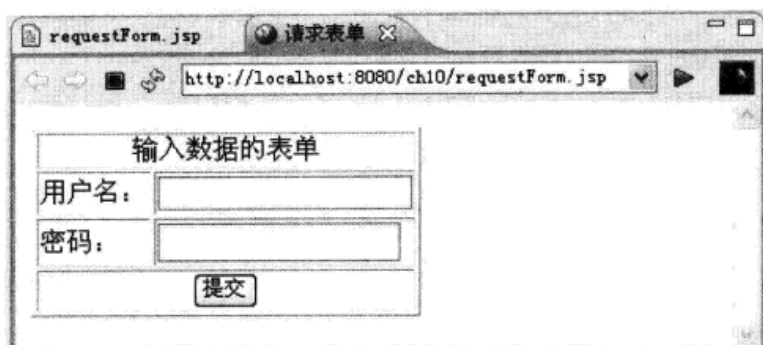 requestForm.jsp 请求表单
http://localhost:8080/ch10/requestForm.jsp
输入数据的表单
用户名：
密码：
提交